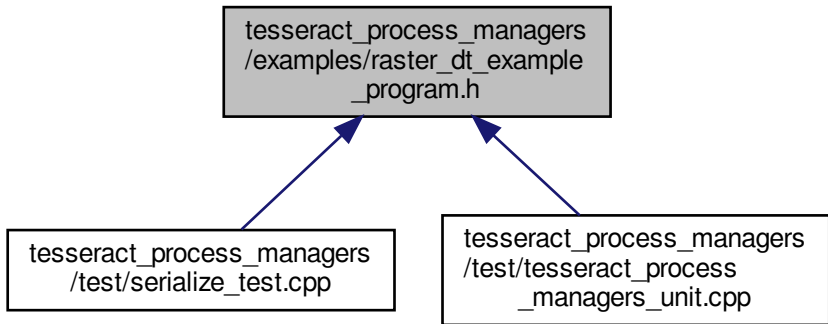 tesseract_process_managers
/examples/raster_dt_example
_program.h
tesseract_process_managers
/test/serialize_test.cpp
tesseract_process_managers
/test/tesseract_process
_managers_unit.cpp